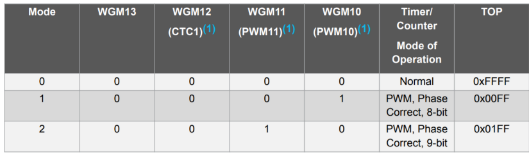 Mode WGM13 WGM12 WGM11 WGM10 Timer/ TOP
(CTC1)(1) (PWM11)(1) (PWM10)(1) Counter
Mode of
Operation
0 0 0 0 0 Normal 0xFFFF
1 0 0 0 1 PWM, Phase 0x00FF
Correct, 8-bit
2 0 0 1 0 PWM, Phase 0x01FF
Correct, 9-bit